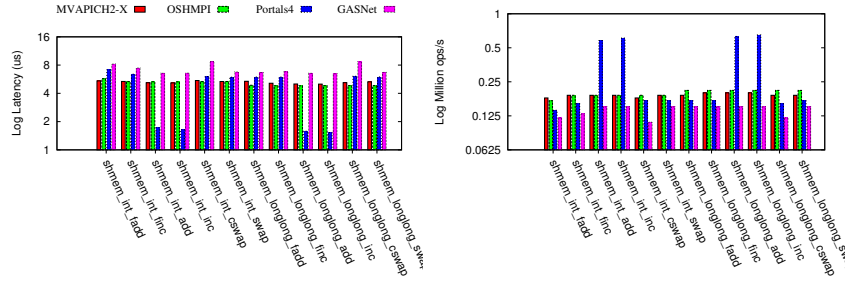 MVAPICH2-X OSHMPI Portals4 GASNet
Log Latency (us)
16
8
4
2
1
shmem_int_fadd
shmem_int_finc
shmem_int_add
shmem_int_inc
shmem_int_cswap
shmem_int_swap
shmem_longlong_fadd
shmem_longlong_finc
shmem_longlong_add
shmem_longlong_inc
shmem_longlong_cswap
shmem_longlong_swa
Log Million ops/s
1
0.5
0.25
0.125
0.0625
shmem_int_fadd
shmem_int_finc
shmem_int_add
shmem_int_inc
shmem_int_cswap
shmem_int_swap
shmem_longlong_fadd
shmem_longlong_finc
shmem_longlong_add
shmem_longlong_inc
shmem_longlong_cswap
shmem_longlong_sw